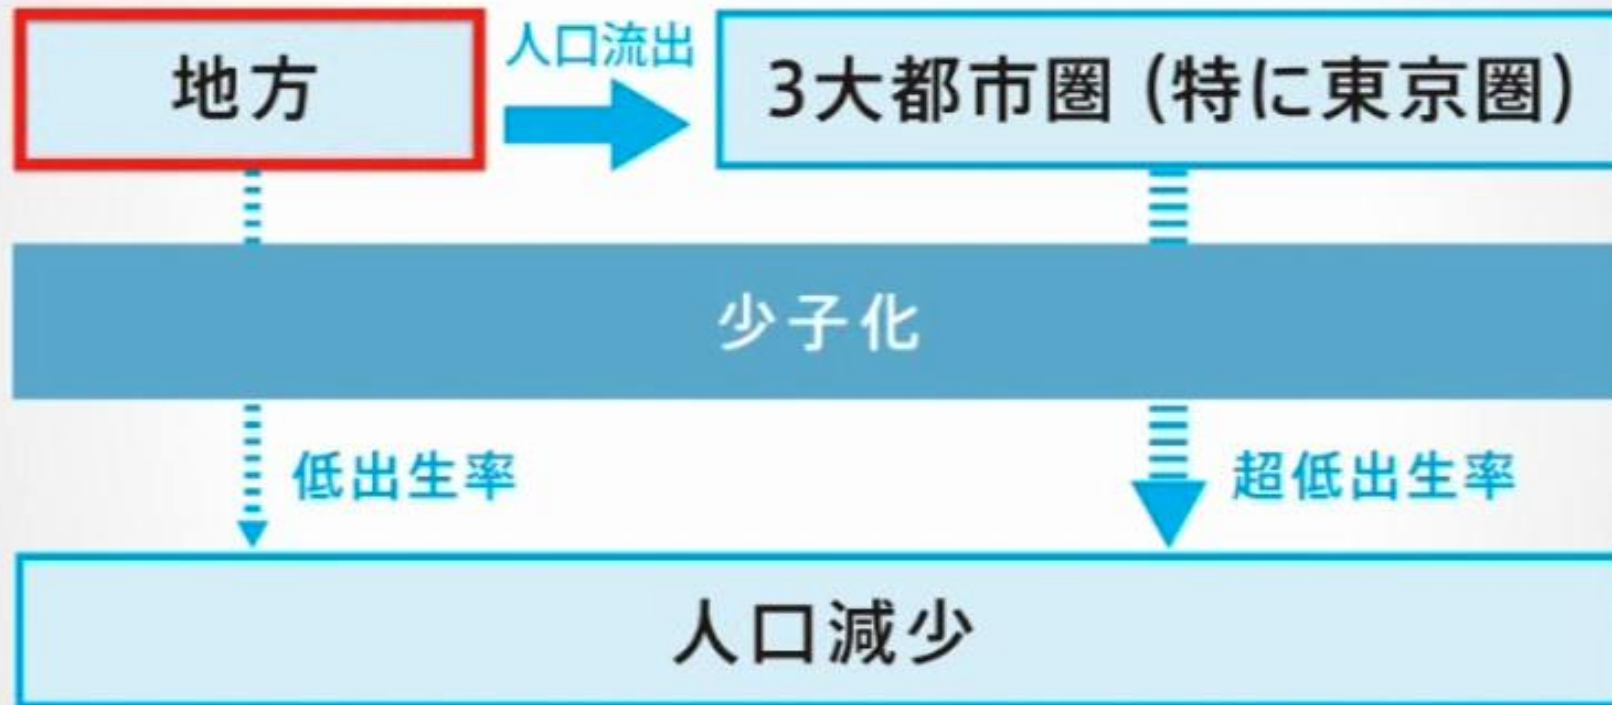 人口流出
地方
3大都市圏（特に東京圏）
少子化
低出生率
超低出生率
人口減少